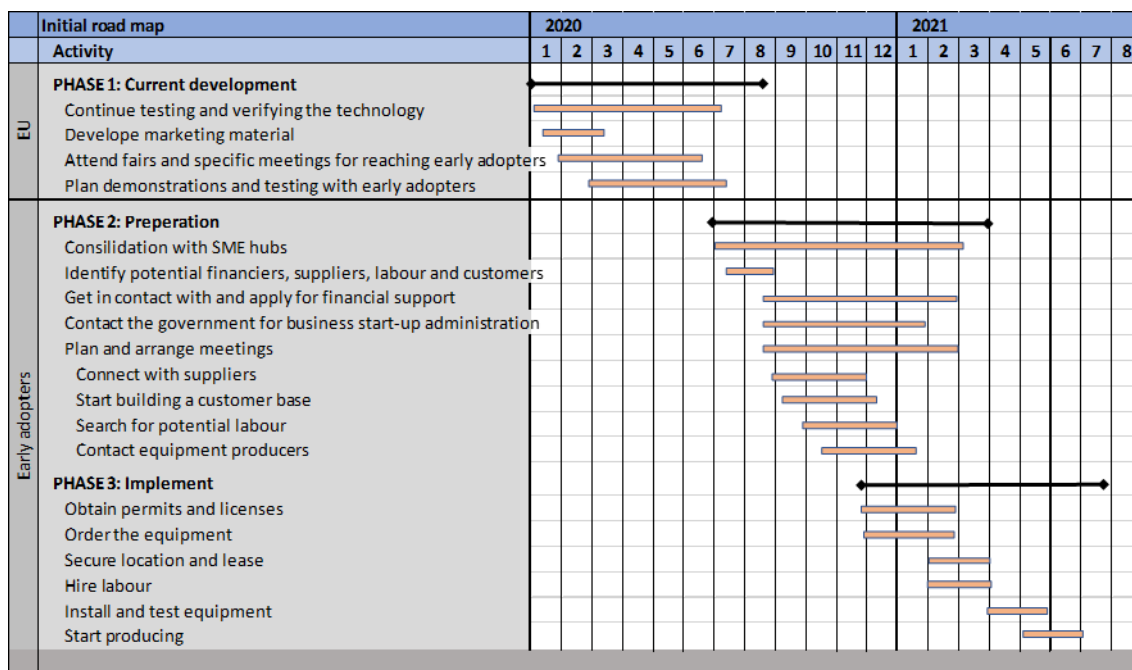 Initial road map 2020 2021
Activity 1 2 3 4 5 6 7 8 9 10 11 12 1 2 3 4 5 6 7 8
EU
PHASE 1: Current development
Continue testing and verifying the technology
Develope marketing material
Attend fairs and specific meetings for reaching early adopters
Plan demonstrations and testing with early adopters
Early adopters
PHASE 2: Preperation
Consilidation with SME hubs
Identify potential financiers, suppliers, labour and customers
Get in contact with and apply for financial support
Contact the government for business start-up administration
Plan and arrange meetings
Connect with suppliers
Start building a customer base
Search for potential labour
Contact equipment producers
PHASE 3: Implement
Obtain permits and licenses
Order the equipment
Secure location and lease
Hire labour
Install and test equipment
Start producing